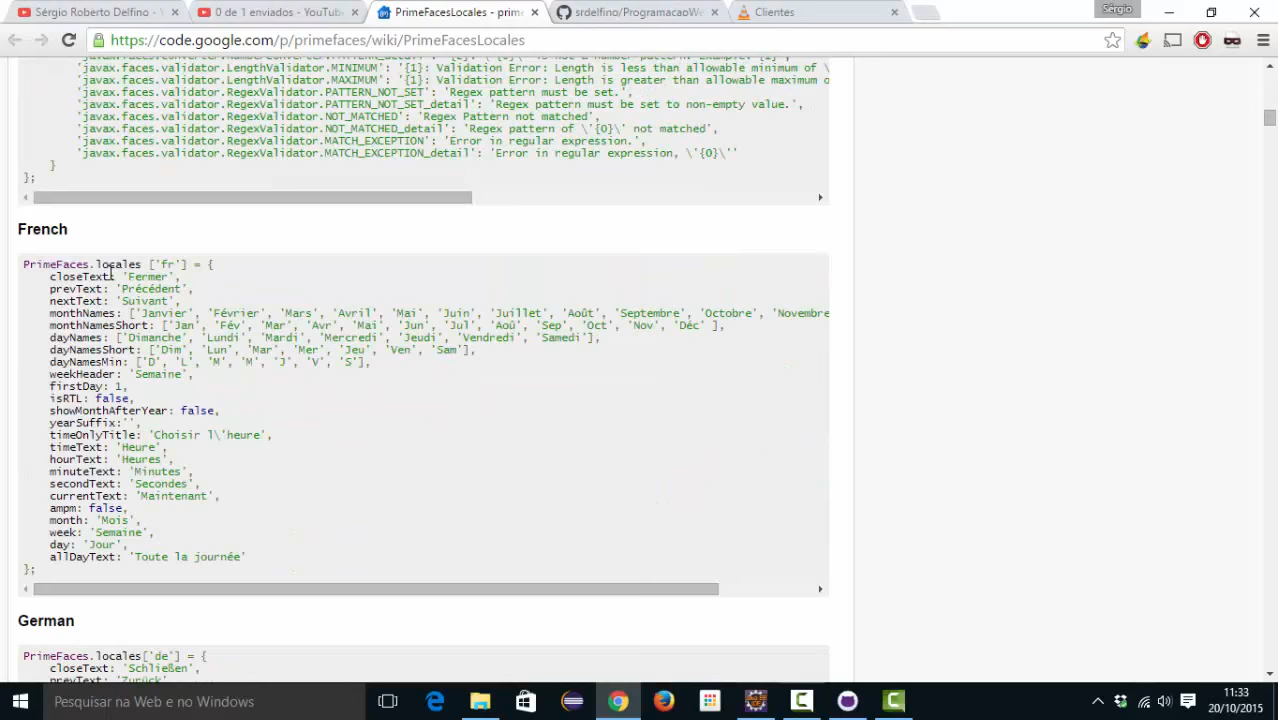 Sérgio Roberto Delfino - Y
0 de 1 enviados - YouTube
PrimeFacesLocales - prime
srdelfino/ProgramacaoWe
Clientes
Sérgio
https://code.google.com/p/primefaces/wiki/PrimeFacesLocales
'javax.faces.validator.LengthValidator.MINIMUM': '{1}: Validation Error: Length is less than allowable minimum of \
'javax.faces.validator.LengthValidator.MAXIMUM': '{1}: Validation Error: Length is greater than allowable maximum o
'javax.faces.validator.RegexValidator.PATTERN_NOT_SET': 'Regex pattern must be set.',
'javax.faces.validator.RegexValidator.PATTERN_NOT_SET_detail': 'Regex pattern must be set to non-empty value.',
'javax.faces.validator.RegexValidator.NOT_MATCHED': 'Regex Pattern not matched',
'javax.faces.validator.RegexValidator.NOT_MATCHED_detail': 'Regex pattern of \'{0}\' not matched',
'javax.faces.validator.RegexValidator.MATCH_EXCEPTION': 'Error in regular expression.',
'javax.faces.validator.RegexValidator.MATCH_EXCEPTION_detail': 'Error in regular expression, \'{0}\''
}
};
French
PrimeFaces.locales ['fr'] = {
closeText: 'Fermer',
prevText: 'Précédent',
nextText: 'Suivant',
monthNames: ['Janvier', 'Février', 'Mars', 'Avril', 'Mai', 'Juin', 'Juillet', 'Août', 'Septembre', 'Octobre', 'Novembre
monthNamesShort: ['Jan', 'Fév', 'Mar', 'Avr', 'Mai', 'Jun', 'Jul', 'Aoû', 'Sep', 'Oct', 'Nov', 'Déc' ],
dayNames: ['Dimanche', 'Lundi', 'Mardi', 'Mercredi', 'Jeudi', 'Vendredi', 'Samedi'],
dayNamesShort: ['Dim', 'Lun', 'Mar', 'Mer', 'Jeu', 'Ven', 'Sam'],
dayNamesMin: ['D', 'L', 'M', 'M', 'J', 'V', 'S'],
weekHeader: 'Semaine',
firstDay: 1,
isRTL: false,
showMonthAfterYear: false,
yearSuffix:'',
timeOnlyTitle: 'Choisir l\'heure',
timeText: 'Heure',
hourText: 'Heures',
minuteText: 'Minutes',
secondText: 'Secondes',
currentText: 'Maintenant',
ampm: false,
month: 'Mois',
week: 'Semaine',
day: 'Jour',
allDayText: 'Toute la journée'
};
German
PrimeFaces.locales['de'] = {
closeText: 'Schließen',
prevText: 'Zurück',
Pesquisar na Web e no Windows
11:33
20/10/2015